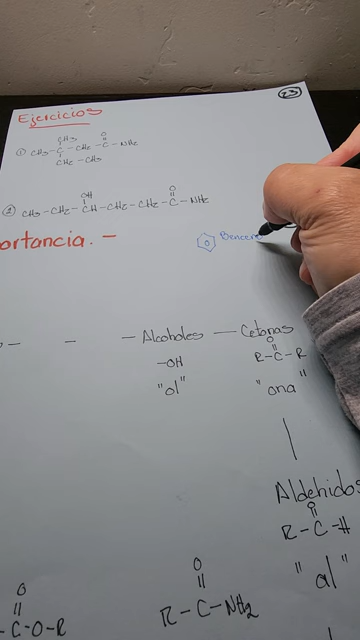 23
Ejercicios
CH3
O
||
① CH3 - C - CH2 - C - NH2
CH2 - CH3
OH
O
||
② CH3 - CH2 - CH - CH2 - CH2 - C - NH2
ortancia. -
Bencen
- - - Alcoholes - Cetonas
-OH
O
||
R-C-R
"ol"
"ona"
Aldehidos
O
||
R-C-H
"al"
O
||
C-O-R
O
||
R-C-NH2